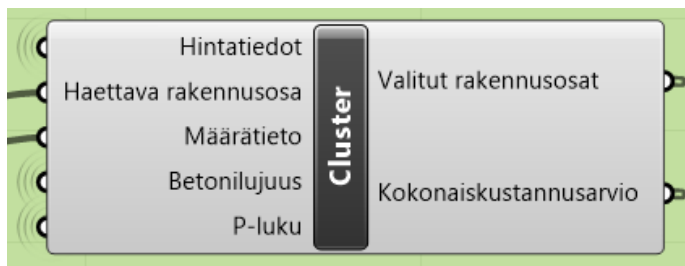 Hintatiedot
Haettava rakennusosa
Määrätieto
Betonilujuus
P-luku
Cluster
Valitut rakennusosat
Kokonaiskustannusarvio